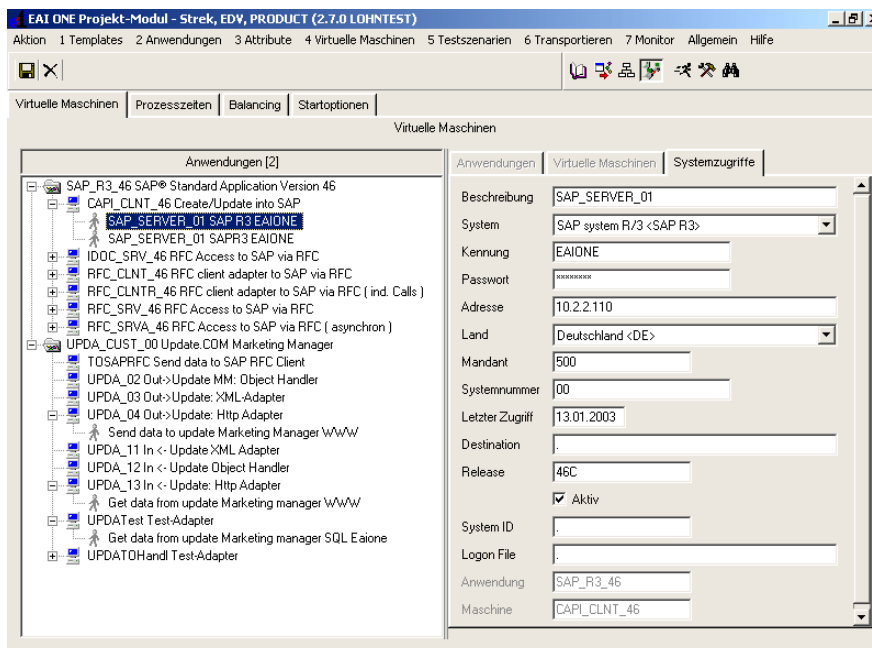 EAI ONE Projekt-Modul - Strek, EDV, PRODUCT (2.7.0 LOHNTEST)
Aktion 1 Templates 2 Anwendungen 3 Attribute 4 Virtuelle Maschinen 5 Testszenarien 6 Transportieren 7 Monitor Allgemein Hilfe
Virtuelle Maschinen Prozesszeiten Balancing Startoptionen
Virtuelle Maschinen
Anwendungen [2]
SAP_R3_46 SAP® Standard Application Version 46
CAPI_CLNT_46 Create/Update into SAP
SAP_SERVER_01 SAP R3 EAIONE
SAP_SERVER_01 SAPR3 EAIONE
IDOC_SRV_46 RFC Access to SAP via RFC
RFC_CLNT_46 RFC client adapter to SAP via RFC
RFC_CLNTR_46 RFC client adapter to SAP via RFC ( ind. Calls )
RFC_SRV_46 RFC Access to SAP via RFC
RFC_SRVA_46 RFC Access to SAP via RFC ( asynchron )
UPDA_CUST_00 Update.COM Marketing Manager
TOSAPRFC Send data to SAP RFC Client
UPDA_02 Out->Update MM: Object Handler
UPDA_03 Out->Update: XML-Adapter
UPDA_04 Out->Update: Http Adapter
Send data to update Marketing Manager WWW
UPDA_11 In <- Update XML Adapter
UPDA_12 In <- Update Object Handler
UPDA_13 In <- Update: Http Adapter
Get data from update Marketing manager WWW
UPDATest Test-Adapter
Get data from update Marketing manager SQL Eaione
UPDATOHandl Test-Adapter
Anwendungen Virtuelle Maschinen Systemzugriffe
Beschreibung SAP_SERVER_01
System SAP system R/3 <SAP R3>
Kennung EAIONE
Passwort ********
Adresse 10.2.2.110
Land Deutschland <DE>
Mandant 500
Systemnummer 00
Letzter Zugriff 13.01.2003
Destination .
Release 46C
Aktiv
System ID .
Logon File .
Anwendung SAP_R3_46
Maschine CAPI_CLNT_46